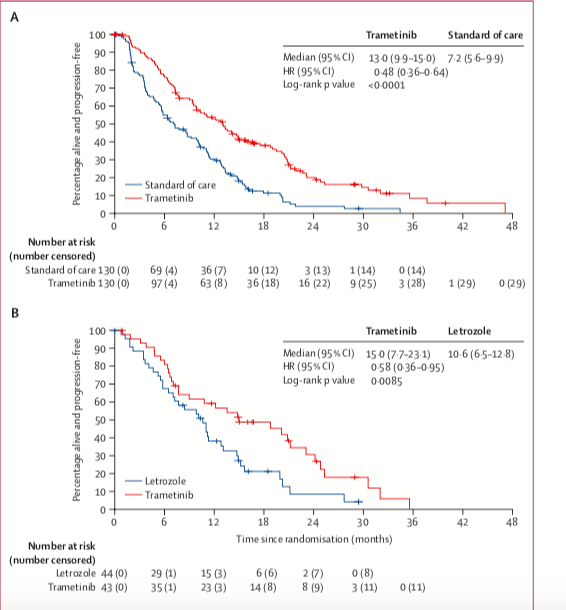 A
Trametinib Standard of care
Median (95% CI) 13·0 (9·9–15·0) 7·2 (5·6–9·9)
HR (95% CI) 0·48 (0·36–0·64)
Log-rank p value <0·0001
Percentage alive and progression-free
100
90
80
70
60
50
40
30
20
10
0
Standard of care
Trametinib
0 6 12 18 24 30 36 42 48
Number at risk
(number censored)
Standard of care 130 (0) 69 (4) 36 (7) 10 (12) 3 (13) 1 (14) 0 (14)
Trametinib 130 (0) 97 (4) 63 (8) 36 (18) 16 (22) 9 (25) 3 (28) 1 (29) 0 (29)
B
Trametinib Letrozole
Median (95% CI) 15·0 (7·7–23·1) 10·6 (6·5–12·8)
HR (95% CI) 0·58 (0·36–0·95)
Log-rank p value 0·0085
Percentage alive and progression-free
100
90
80
70
60
50
40
30
20
10
0
Letrozole
Trametinib
0 6 12 18 24 30 36 42 48
Time since randomisation (months)
Number at risk
(number censored)
Letrozole 44 (0) 29 (1) 15 (3) 6 (6) 2 (7) 0 (8)
Trametinib 43 (0) 35 (1) 23 (3) 14 (8) 8 (9) 3 (11) 0 (11)